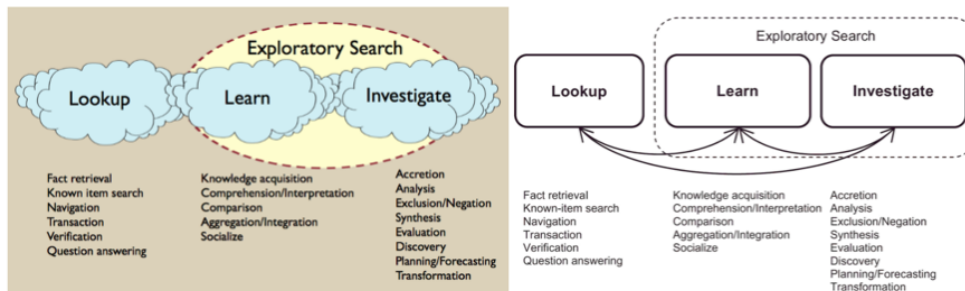 Exploratory Search
Lookup
Learn
Investigate
Fact retrieval
Known item search
Navigation
Transaction
Verification
Question answering
Knowledge acquisition
Comprehension/Interpretation
Comparison
Aggregation/Integration
Socialize
Accretion
Analysis
Exclusion/Negation
Synthesis
Evaluation
Discovery
Planning/Forecasting
Transformation
Exploratory Search
Lookup
Learn
Investigate
Fact retrieval
Known-item search
Navigation
Transaction
Verification
Question answering
Knowledge acquisition
Comprehension/Interpretation
Comparison
Aggregation/Integration
Socialize
Accretion
Analysis
Exclusion/Negation
Synthesis
Evaluation
Discovery
Planning/Forecasting
Transformation